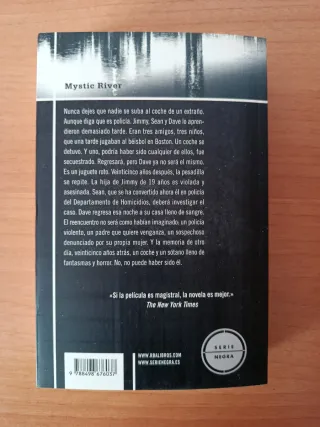 Mystic River
Nunca dejes que nadie se suba al coche de un extraño.
Aunque diga que es policía. Jimmy, Sean y Dave lo apren-
dieron demasiado tarde. Eran tres amigos, tres niños,
que una tarde jugaban al béisbol en Boston. Un coche se
detuvo. Y uno, podría haber sido cualquier de ellos, fue
secuestrado. Regresará, pero Dave ya no será el mismo.
Es un juguete roto. Veinticinco años después, la pesadilla
se repite. La hija de Jimmy de 19 años es violada y
asesinada. Sean, que se ha convertido ahora él en policía
del Departamento de Homicidios, deberá investigar el
caso. Dave regresa esa noche a su casa lleno de sangre.
El reencuentro no será como habían imaginado: un policía
violento, un padre que quiere venganza, un sospechoso
denunciado por su propia mujer. Y la memoria de otro
día, veinticinco años atrás, un coche y un sótano lleno de
fantasmas y horror. No, no puede haber sido él.
«Si la película es magistral, la novela es mejor.»
The New York Times
WWW.RBALIBROS.COM
WWW.SERIENEGRA.ES
SERIE
NEGRA
9 788498 676037